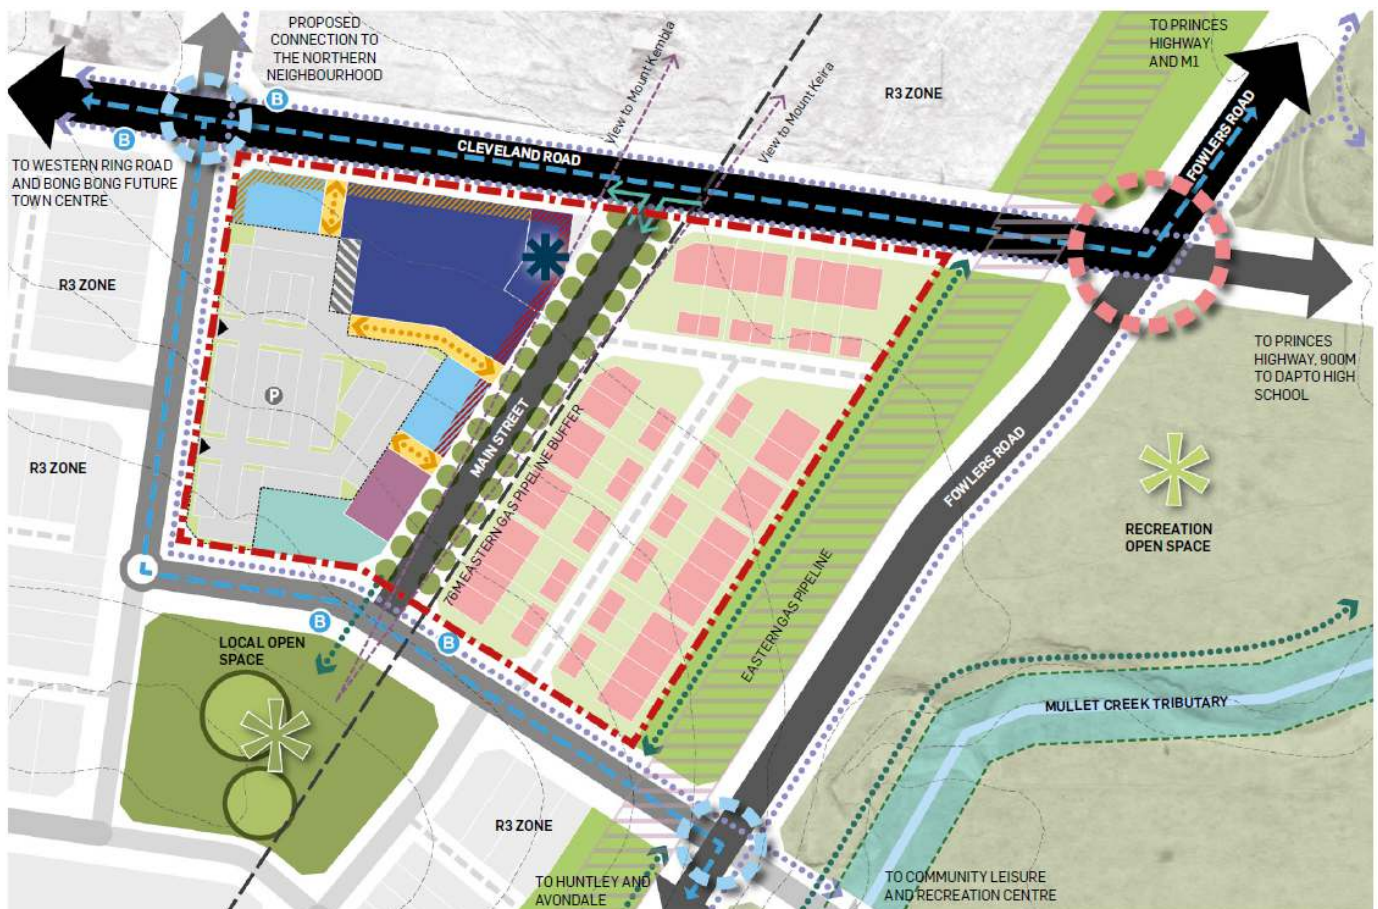 PROPOSED
CONNECTION TO
THE NORTHERN
NEIGHBOURHOOD
TO PRINCES
HIGHWAY
AND M1
View to Mount Kembla
View to Mount Keira
R3 ZONE
B
B
CLEVELAND ROAD
FOWLERS ROAD
TO WESTERN RING ROAD
AND BONG BONG FUTURE
TOWN CENTRE
R3 ZONE
TO PRINCES
HIGHWAY, 900M
TO DAPTO HIGH
SCHOOL
P
MAIN STREET
76M EASTERN GAS PIPELINE BUFFER
FOWLERS ROAD
R3 ZONE
RECREATION
OPEN SPACE
EASTERN GAS PIPELINE
B
B
LOCAL OPEN
SPACE
MULLET CREEK TRIBUTARY
R3 ZONE
TO HUNTLEY AND
AVONDALE
TO COMMUNITY LEISURE
AND RECREATION CENTRE